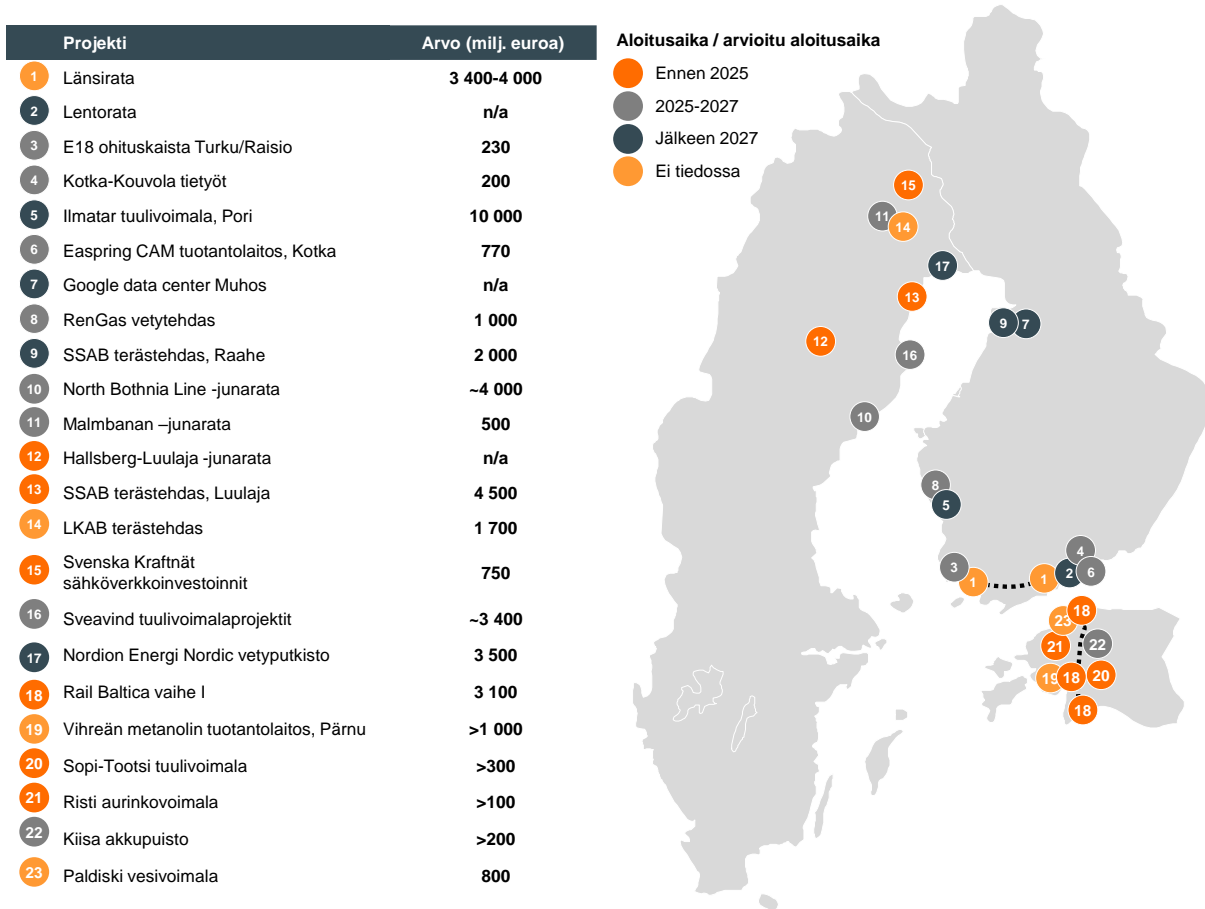 Projekti Arvo (milj. euroa)
1 Länsirata 3 400-4 000
2 Lentorata n/a
3 E18 ohituskaista Turku/Raisio 230
4 Kotka-Kouvola tietyöt 200
5 Ilmatar tuulivoimala, Pori 10 000
6 Easpring CAM tuotantolaitos, Kotka 770
7 Google data center Muhos n/a
8 RenGas vetytehdas 1 000
9 SSAB terästehdas, Raahe 2 000
10 North Bothnia Line -junarata ~4 000
11 Malmbanan –junarata 500
12 Hallsberg-Luulaja -junarata n/a
13 SSAB terästehdas, Luulaja 4 500
14 LKAB terästehdas 1 700
15 Svenska Kraftnät
sähköverkkoinvestoinnit 750
16 Sveavind tuulivoimalaprojektit ~3 400
17 Nordion Energi Nordic vetyputkisto 3 500
18 Rail Baltica vaihe I 3 100
19 Vihreän metanolin tuotantolaitos, Pärnu >1 000
20 Sopi-Tootsi tuulivoimala >300
21 Risti aurinkovoimala >100
22 Kiisa akkupuisto >200
23 Paldiski vesivoimala 800
Aloitusaika / arvioitu aloitusaika
Ennen 2025
2025-2027
Jälkeen 2027
Ei tiedossa
15
11
14
17
13
9 7
12
16
10
8
5
4
3
1 1 2 6
18
23
21 22
19 18 20
18